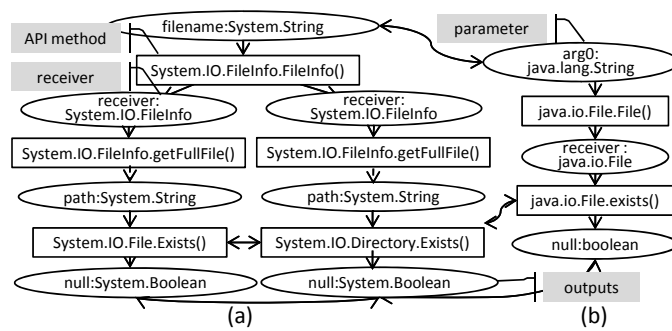 filename:System.String
parameter
API method
System.IO.FileInfo.FileInfo()
arg0:
java.lang.String
receiver
receiver:
System.IO.FileInfo
receiver:
System.IO.FileInfo
java.io.File.File()
System.IO.FileInfo.getFullFile()
System.IO.FileInfo.getFullFile()
receiver :
java.io.File
path:System.String
path:System.String
java.io.File.exists()
System.IO.File.Exists()
System.IO.Directory.Exists()
null:boolean
null:System.Boolean
null:System.Boolean
outputs
(a)
(b)